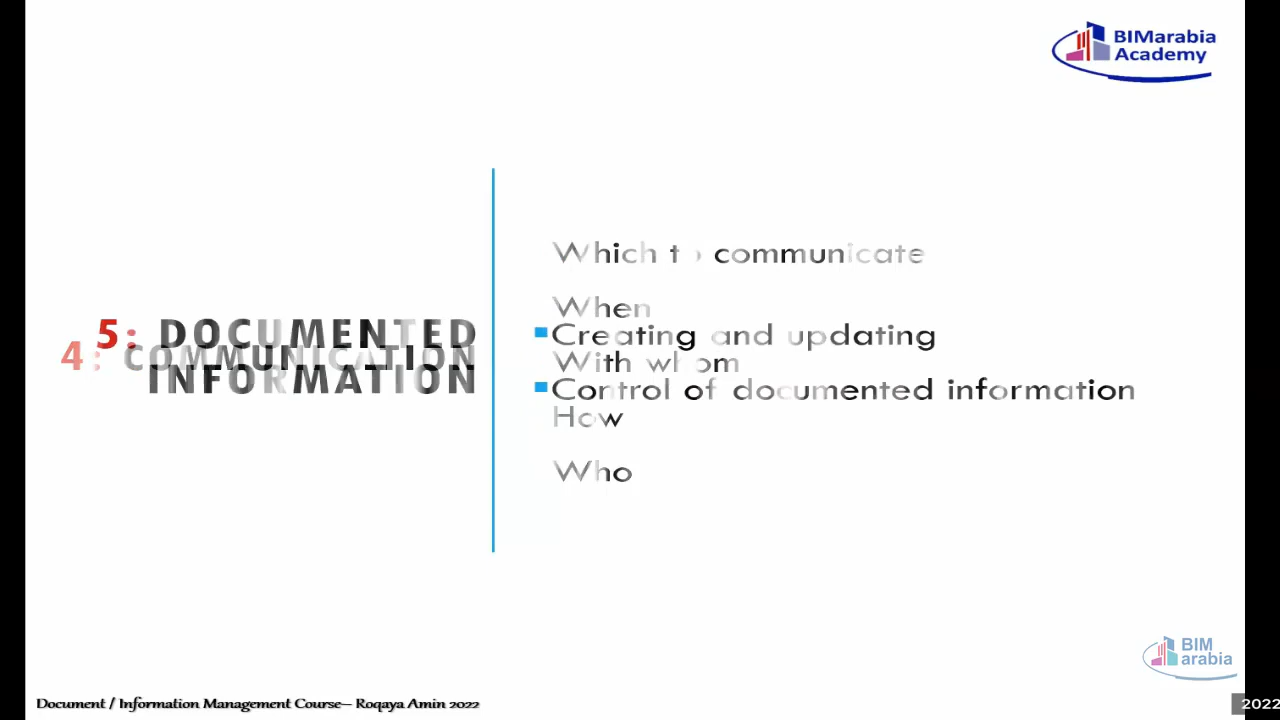 BIMarabia
Academy
5: DOCUMENTED
4: COMMUNICATION
INFORMATION
Which to communicate
When
Creating and updating
With whom
Control of documented information
How
Who
BIM
arabia
Document / Information Management Course– Roqaya Amin 2022
2022